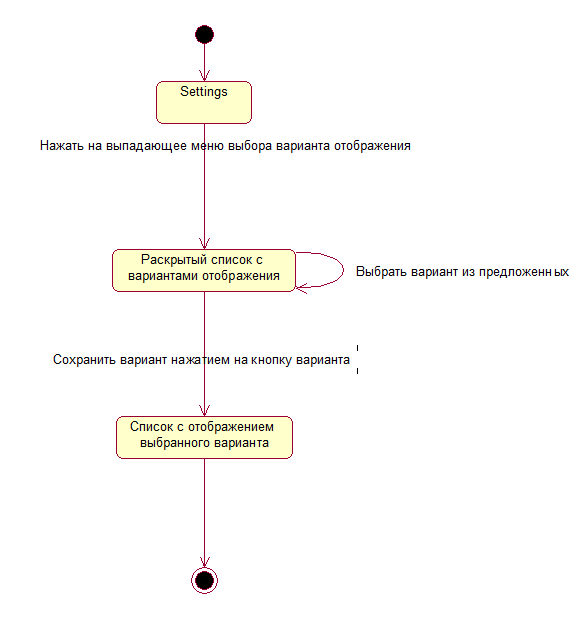 Settings
Нажать на выпадающее меню выбора варианта отображения
Раскрытый список с
вариантами отображения
Выбрать вариант из предложенных
Сохранить вариант нажатием на кнопку варианта
Список с отображением
выбранного варианта